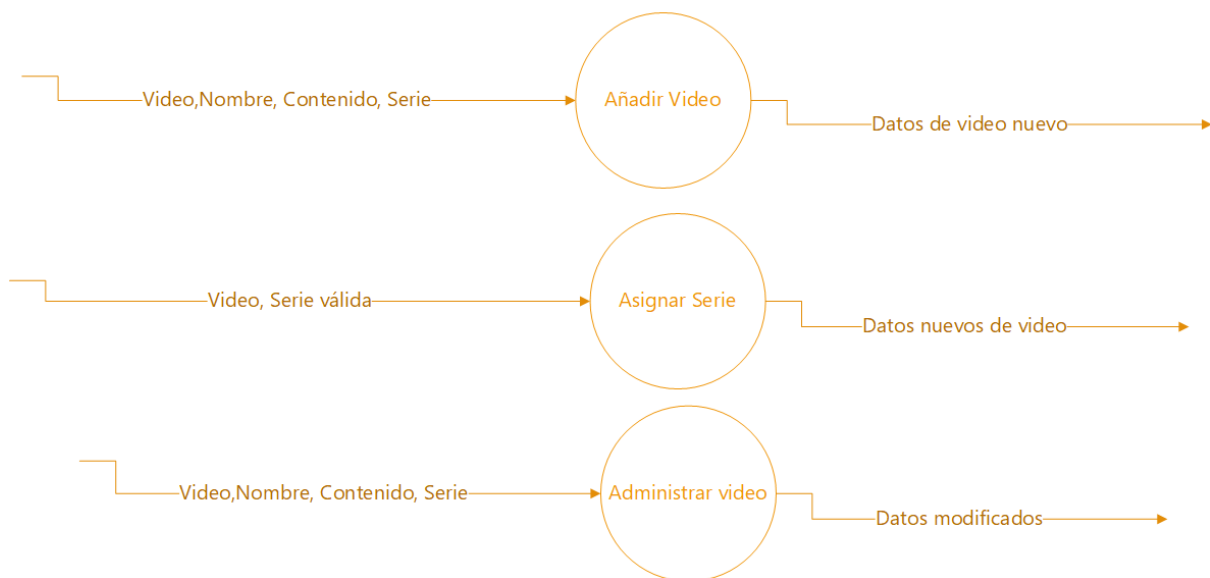 Video,Nombre, Contenido, Serie
Añadir Video
Datos de video nuevo
Video, Serie válida
Asignar Serie
Datos nuevos de video
Video,Nombre, Contenido, Serie
Administrar video
Datos modificados